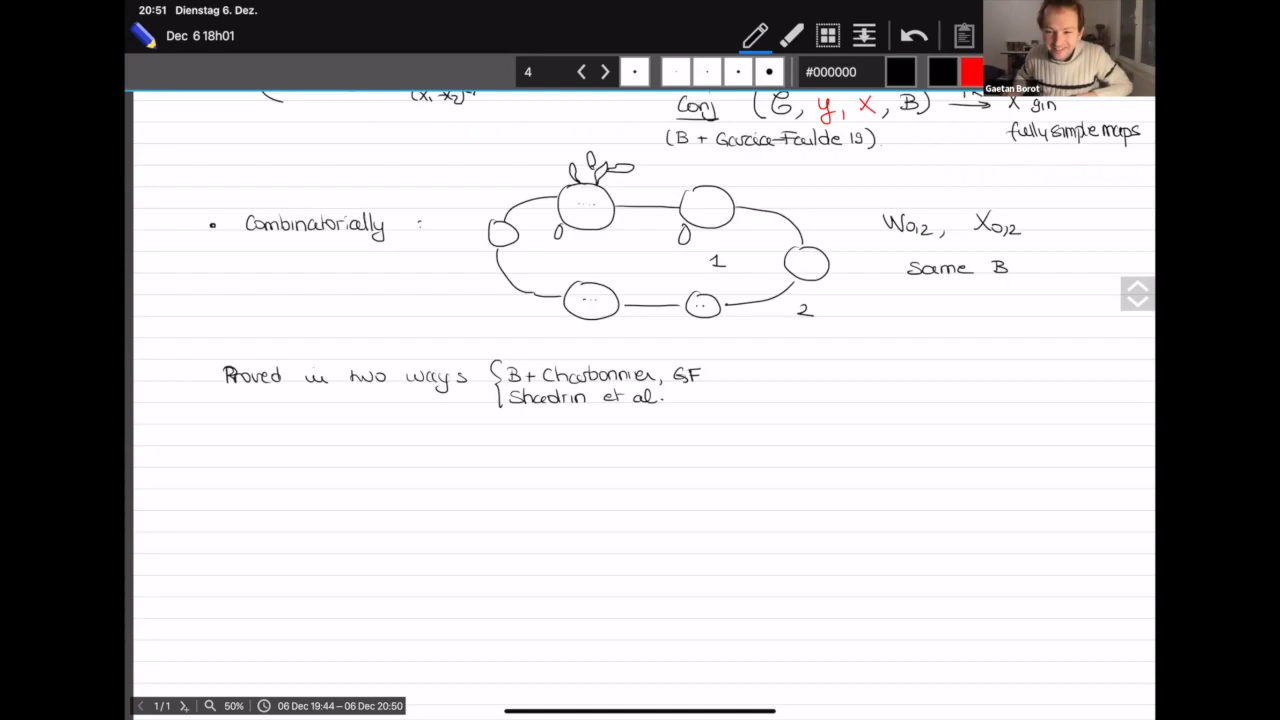 20:51 Dienstag 6. Dez.
Dec 6 18h01
4
#000000
Gaetan Borot
Conj (C, y, x, B) → X g,n
fully simple maps
(B + Garcia-Failde 19).
• Combinatorially :
0
0
1
2
W0,2, X0,2
same B
Proved in two ways { B + Charbonnier, GF
Shadrin et al.
1/1 50% 06 Dec 19:44 – 06 Dec 20:50